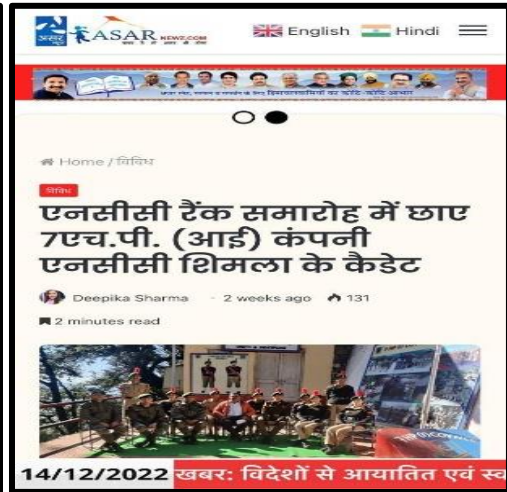 असर
ASAR NEWZ.COM
English Hindi
Home / विविध
विविध
एनसीसी रैंक समारोह में छाए
7एच.पी. (आई) कंपनी
एनसीसी शिमला के कैडेट
Deepika Sharma · 2 weeks ago 131
2 minutes read
14/12/2022 खबर: विदेशों से आयातित एवं स्व